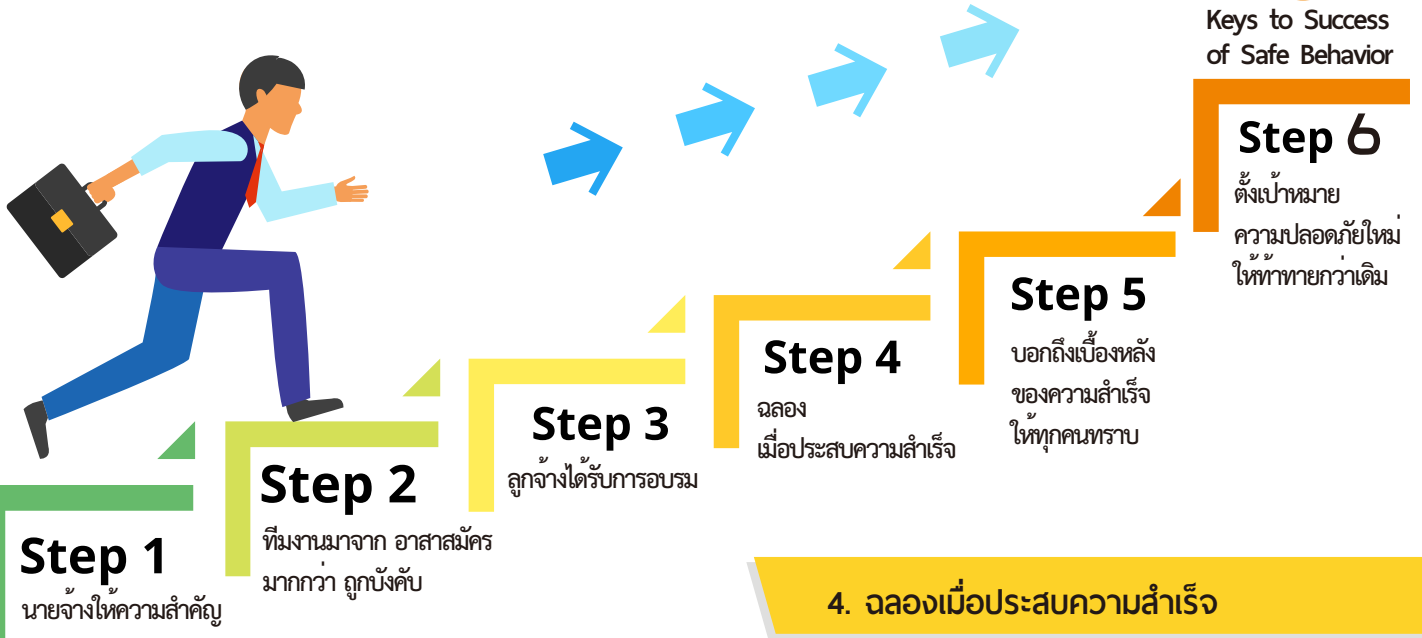 Keys to Success
of Safe Behavior
Step 6
ตั้งเป้าหมาย
ความปลอดภัยใหม่
ให้ท้าทายกว่าเดิม
Step 5
บอกถึงเบื้องหลัง
ของความสำเร็จ
ให้ทุกคนทราบ
Step 4
ฉลอง
เมื่อประสบความสำเร็จ
Step 3
ลูกจ้างได้รับการอบรม
Step 2
ทีมงานมาจาก อาสาสมัคร
มากกว่า ถูกบังคับ
Step 1
นายจ้างให้ความสำคัญ
4. ฉลองเมื่อประสบความสำเร็จ